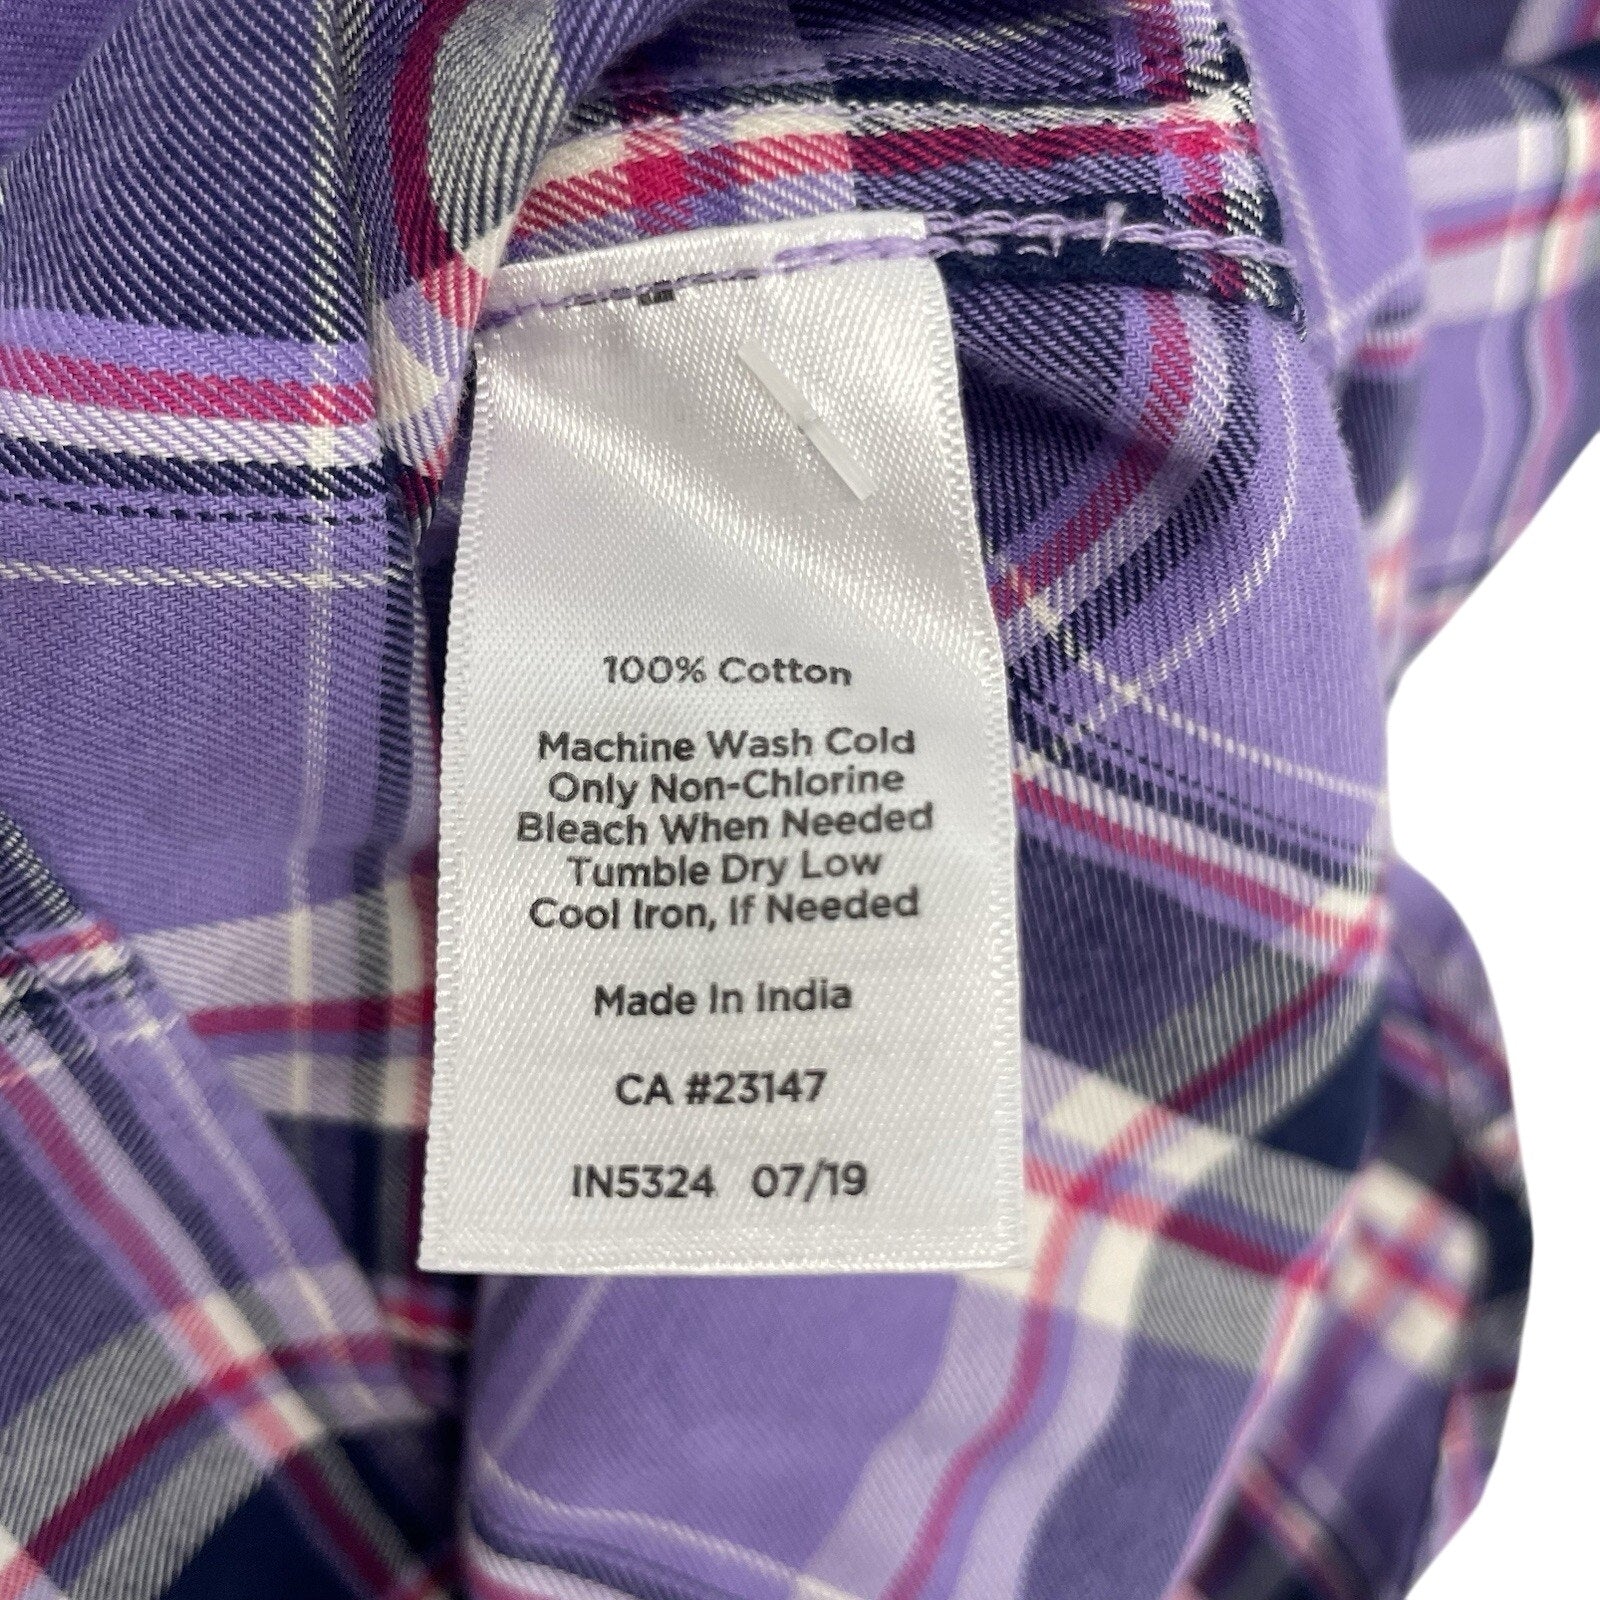 100% Cotton
Machine Wash Cold
Only Non-Chlorine
Bleach When Needed
Tumble Dry Low
Cool Iron, If Needed
Made In India
CA #23147
IN5324 07/19